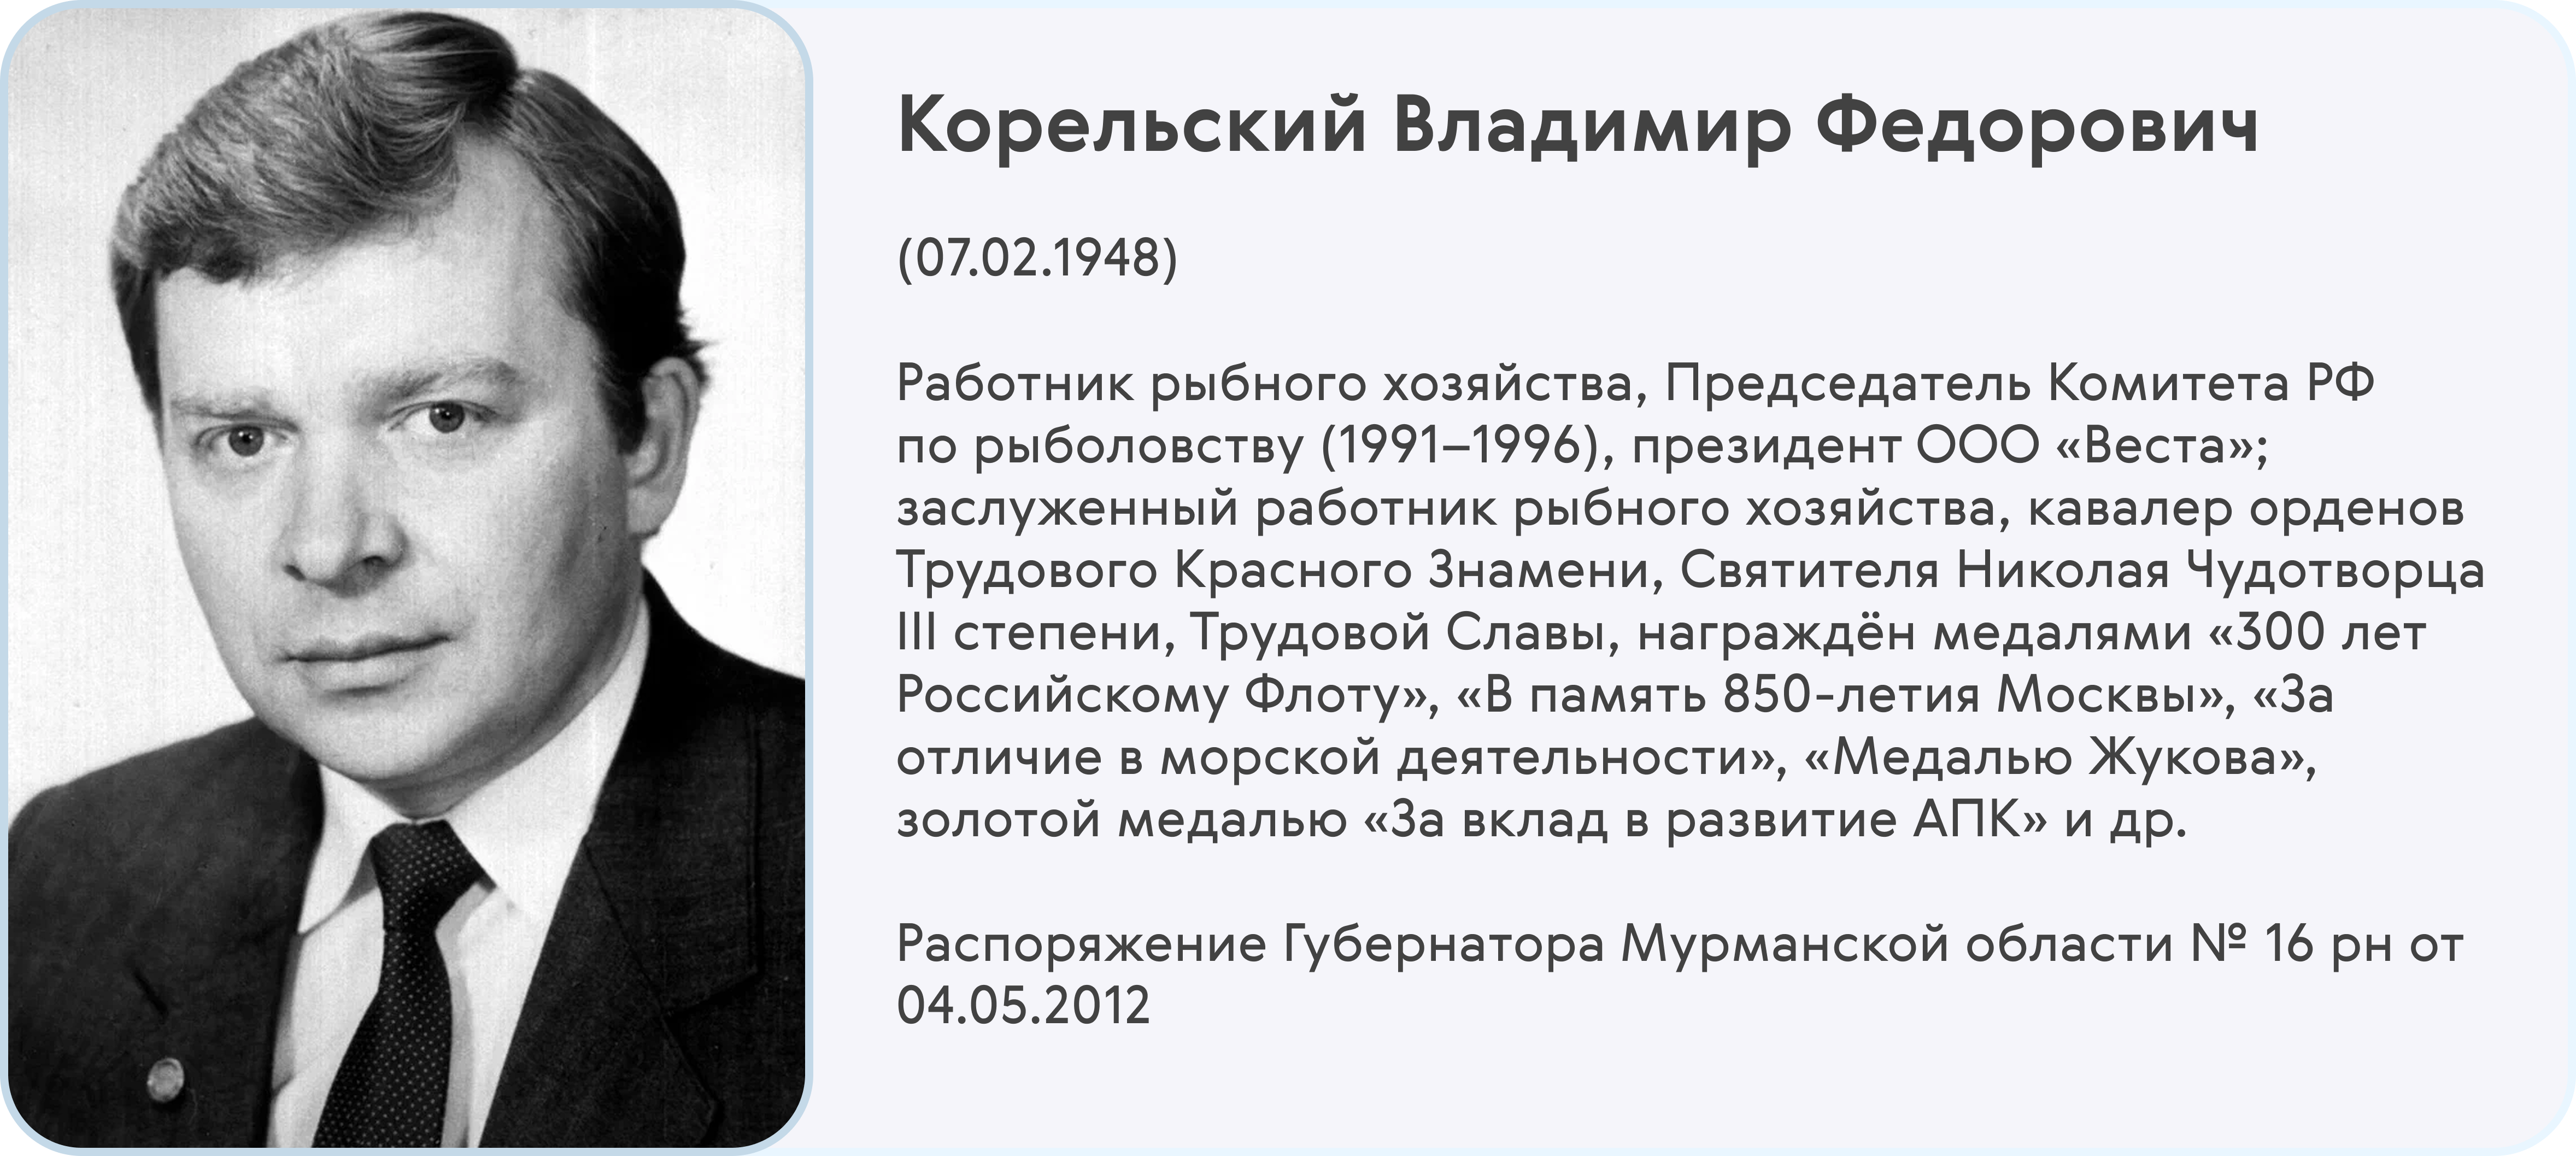 Корельский Владимир Федорович
(07.02.1948)
Работник рыбного хозяйства, Председатель Комитета РФ
по рыболовству (1991–1996), президент ООО «Веста»;
заслуженный работник рыбного хозяйства, кавалер орденов
Трудового Красного Знамени, Святителя Николая Чудотворца
III степени, Трудовой Славы, награждён медалями «300 лет
Российскому Флоту», «В память 850-летия Москвы», «За
отличие в морской деятельности», «Медалью Жукова»,
золотой медалью «За вклад в развитие АПК» и др.
Распоряжение Губернатора Мурманской области № 16 рн от
04.05.2012